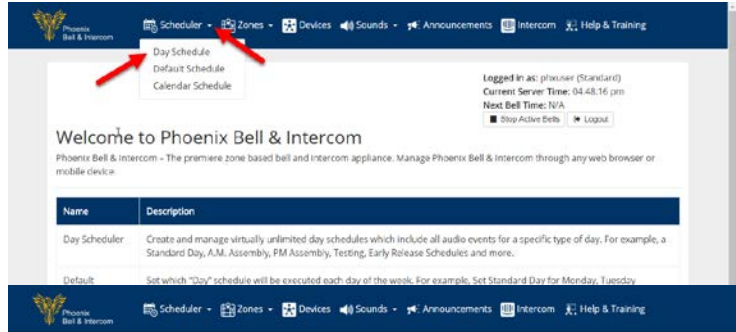 Phoenix
Bell & Intercom
Scheduler Zones Devices Sounds Announcements Intercom Help & Training
Day Schedule
Default Schedule
Calendar Schedule
Logged in as: phxuser (Standard)
Current Server Time: 04:48:16 pm
Next Bell Time: N/A
Stop Active Bells Logout
Welcome to Phoenix Bell & Intercom
Phoenix Bell & Intercom – The premiere zone based bell and intercom appliance. Manage Phoenix Bell & Intercom through any web browser or
mobile device.
Name Description
Day Scheduler Create and manage virtually unlimited day schedules which include all audio events for a specific type of day. For example, a
Standard Day, A.M. Assembly, PM Assembly, Testing, Early Release Schedules and more.
Default Set which "Day" schedule will be executed each day of the week. For example, Set Standard Day for Monday, Tuesday
Phoenix
Bell & Intercom
Scheduler Zones Devices Sounds Announcements Intercom Help & Training